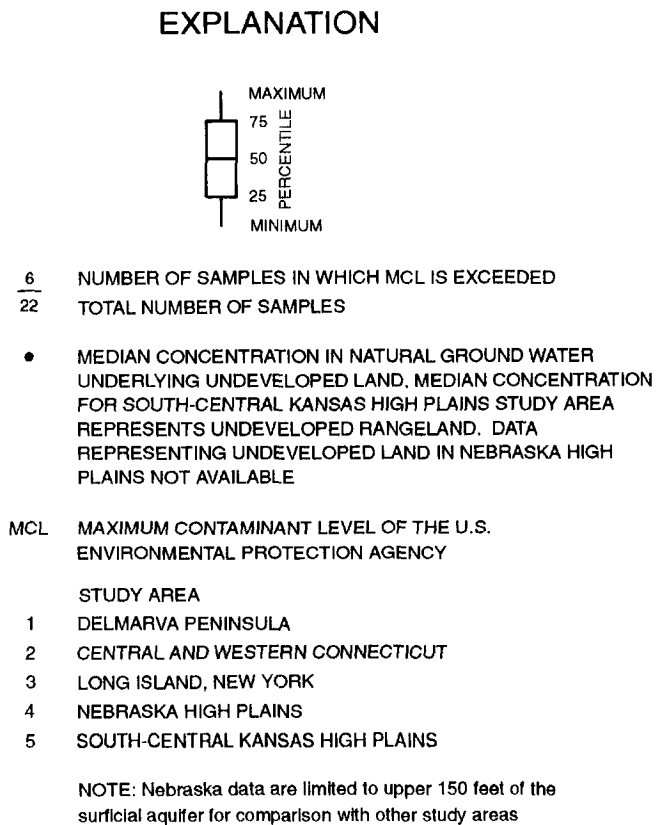 EXPLANATION
MAXIMUM
75
50
25
PERCENTILE
MINIMUM
6 NUMBER OF SAMPLES IN WHICH MCL IS EXCEEDED
22 TOTAL NUMBER OF SAMPLES
• MEDIAN CONCENTRATION IN NATURAL GROUND WATER
UNDERLYING UNDEVELOPED LAND, MEDIAN CONCENTRATION
FOR SOUTH-CENTRAL KANSAS HIGH PLAINS STUDY AREA
REPRESENTS UNDEVELOPED RANGELAND. DATA
REPRESENTING UNDEVELOPED LAND IN NEBRASKA HIGH
PLAINS NOT AVAILABLE
MCL MAXIMUM CONTAMINANT LEVEL OF THE U.S.
ENVIRONMENTAL PROTECTION AGENCY
STUDY AREA
1 DELMARVA PENINSULA
2 CENTRAL AND WESTERN CONNECTICUT
3 LONG ISLAND, NEW YORK
4 NEBRASKA HIGH PLAINS
5 SOUTH-CENTRAL KANSAS HIGH PLAINS
NOTE: Nebraska data are limited to upper 150 feet of the
surficial aquifer for comparison with other study areas